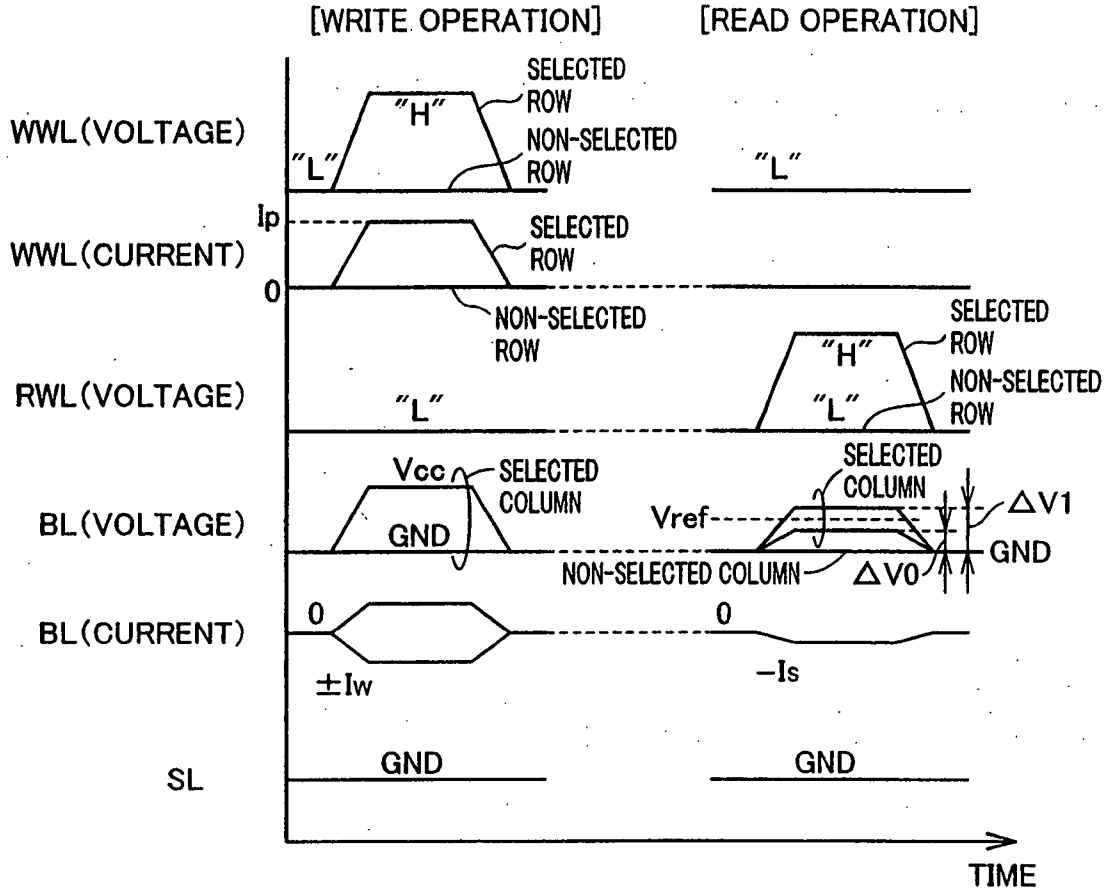 [WRITE OPERATION]
[READ OPERATION]
WWL(VOLTAGE)
"L"
"H"
SELECTED
ROW
NON-SELECTED
ROW
"L"
WWL(CURRENT)
Ip
0
SELECTED
ROW
NON-SELECTED
ROW
RWL(VOLTAGE)
"L"
"H"
"L"
SELECTED
ROW
NON-SELECTED
ROW
BL(VOLTAGE)
Vcc
GND
SELECTED
COLUMN
SELECTED
COLUMN
Vref
NON-SELECTED COLUMN
△V0
△V1
GND
BL(CURRENT)
0
±Iw
0
−Is
SL
GND
GND
TIME